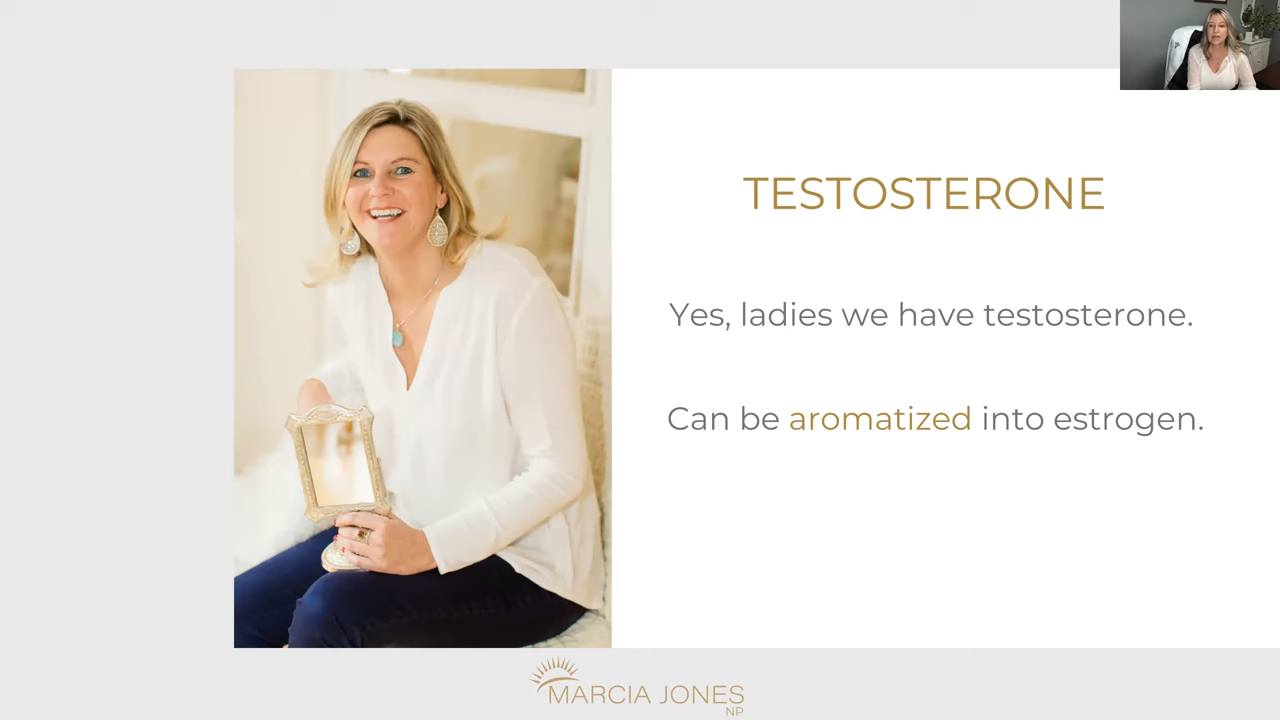 TESTOSTERONE
Yes, ladies we have testosterone.
Can be aromatized into estrogen.
MARCIA JONES
NP